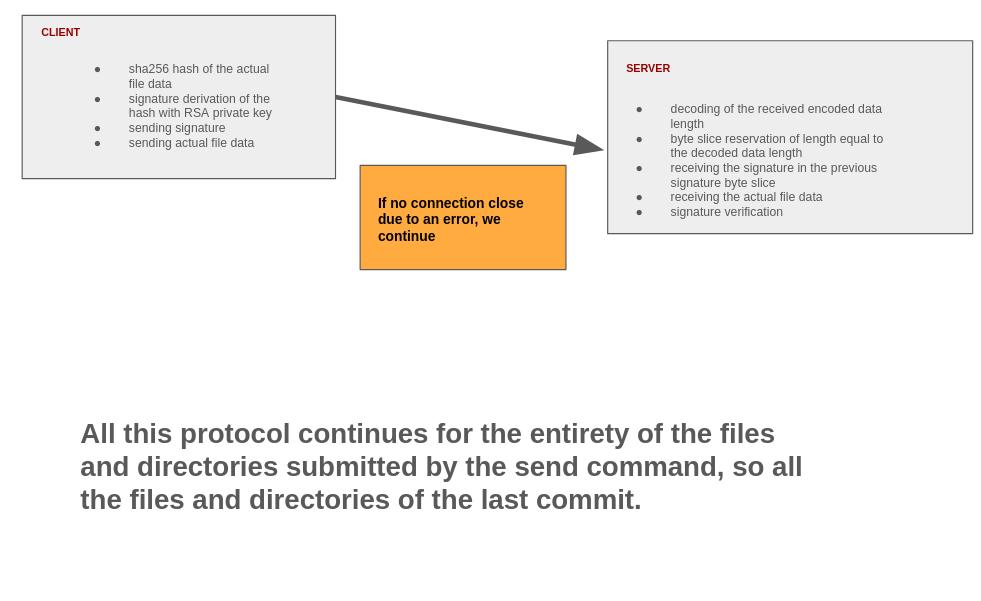 CLIENT
● sha256 hash of the actual
file data
● signature derivation of the
hash with RSA private key
● sending signature
● sending actual file data
SERVER
● decoding of the received encoded data
length
● byte slice reservation of length equal to
the decoded data length
● receiving the signature in the previous
signature byte slice
● receiving the actual file data
● signature verification
If no connection close
due to an error, we
continue
All this protocol continues for the entirety of the files
and directories submitted by the send command, so all
the files and directories of the last commit.